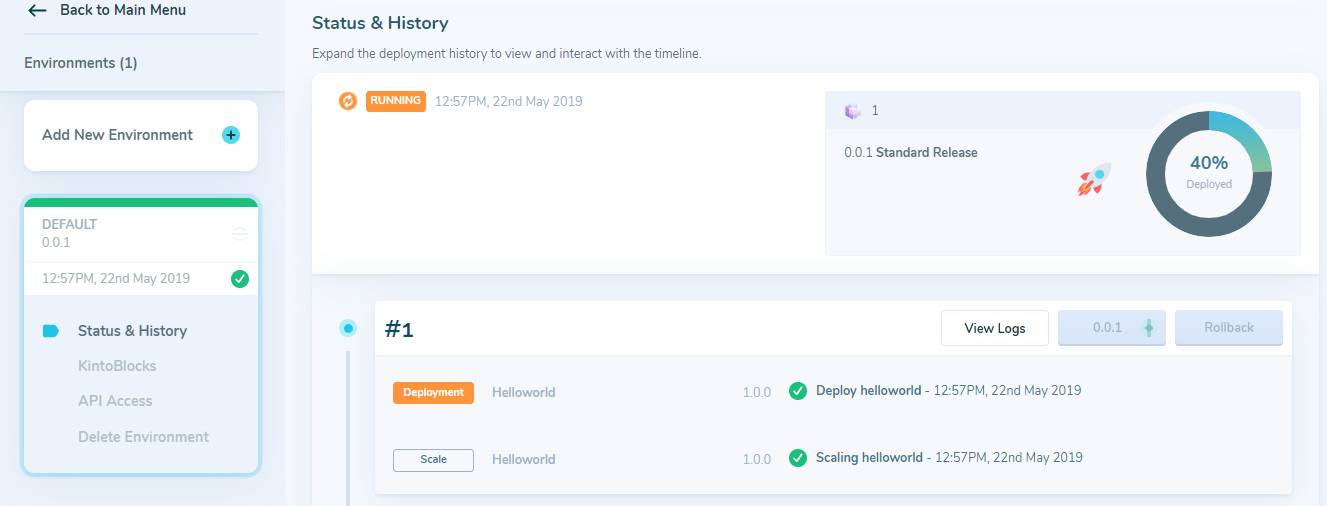 Back to Main Menu
Environments (1)
Add New Environment
DEFAULT
0.0.1
12:57PM, 22nd May 2019
Status & History
KintoBlocks
API Access
Delete Environment
Status & History
Expand the deployment history to view and interact with the timeline.
RUNNING 12:57PM, 22nd May 2019
1
0.0.1 Standard Release
40%
Deployed
#1 View Logs 0.0.1 Rollback
Deployment Helloworld 1.0.0 Deploy helloworld - 12:57PM, 22nd May 2019
Scale Helloworld 1.0.0 Scaling helloworld - 12:57PM, 22nd May 2019